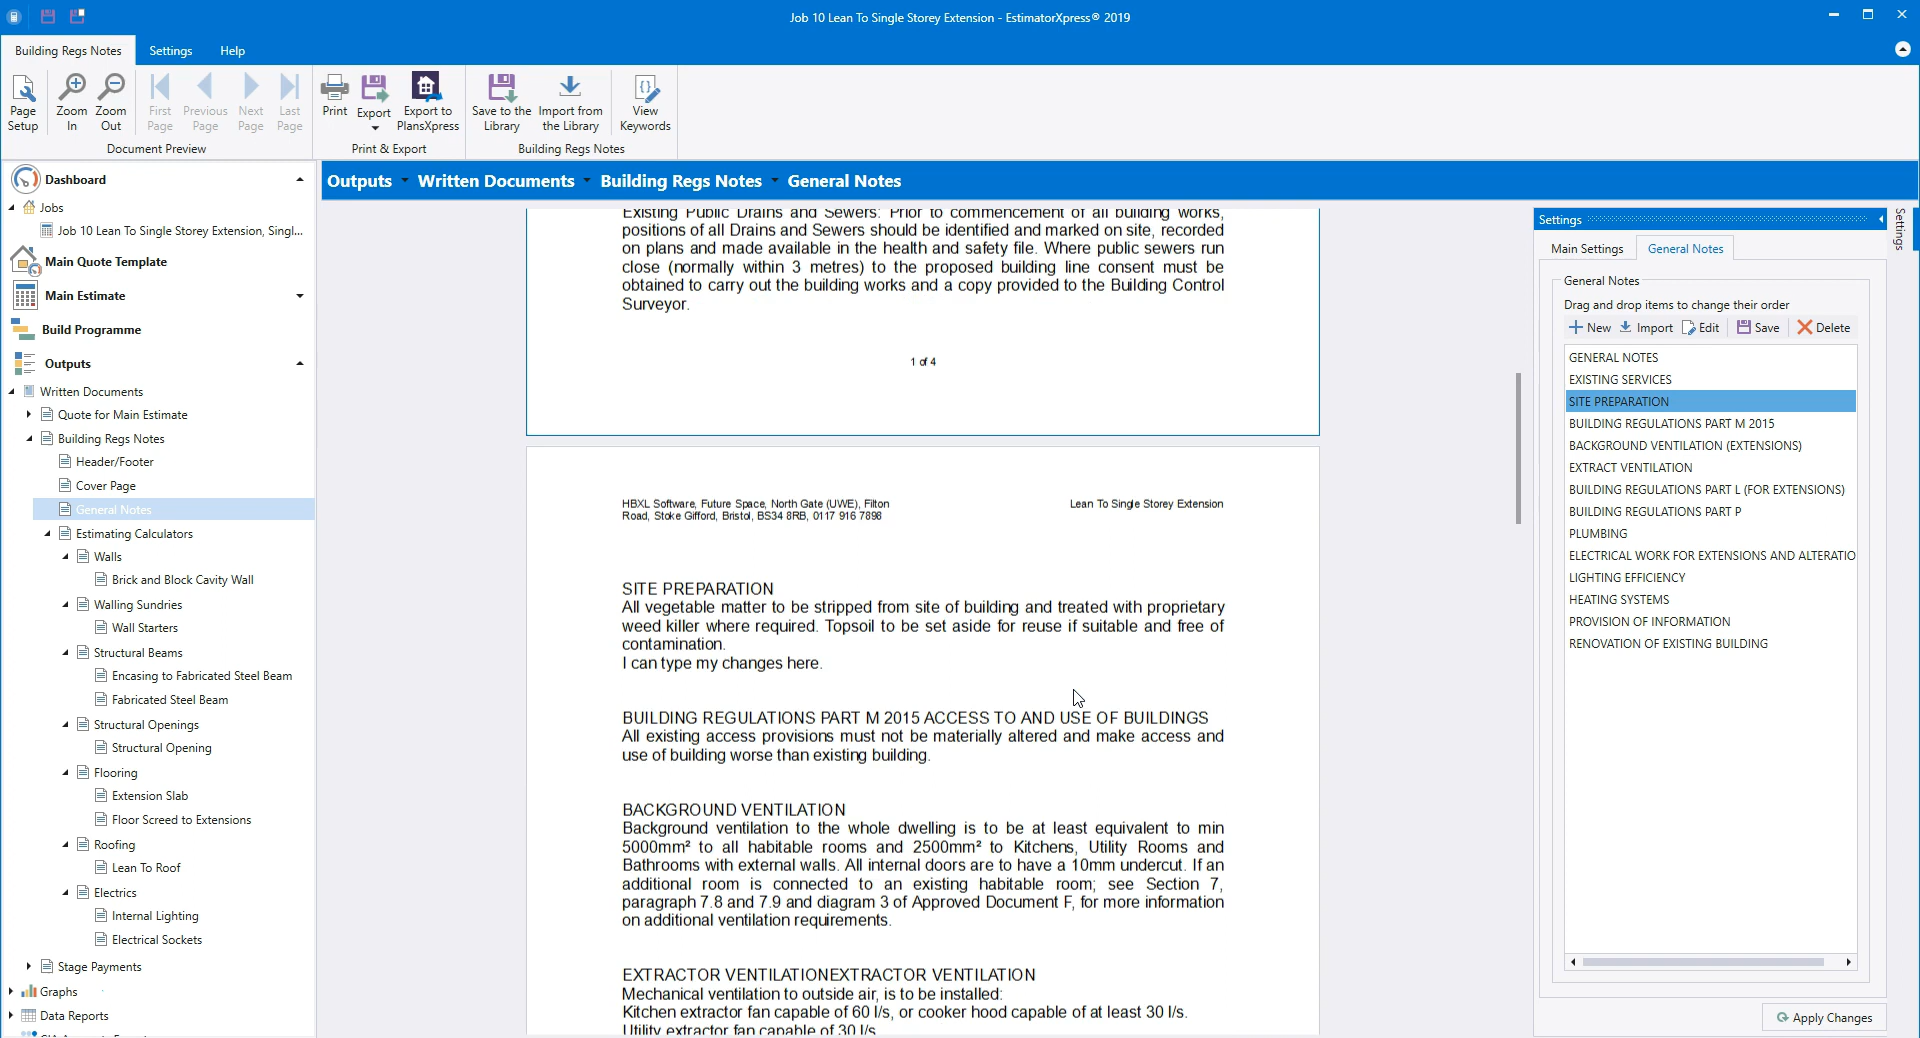 Job 10 Lean To Single Storey Extension - EstimatorXpress® 2019
Building Regs Notes
Settings
Help
Page Setup
Zoom In
Zoom Out
First Page
Previous Page
Next Page
Last Page
Print
Export
Export to PlansXpress
Save to the Library
Import from the Library
View Keywords
Document Preview
Print & Export
Building Regs Notes
Dashboard
Jobs
Job 10 Lean To Single Storey Extension, Singl...
Main Quote Template
Main Estimate
Build Programme
Outputs
Written Documents
Quote for Main Estimate
Building Regs Notes
Header/Footer
Cover Page
General Notes
Estimating Calculators
Walls
Brick and Block Cavity Wall
Walling Sundries
Wall Starters
Structural Beams
Encasing to Fabricated Steel Beam
Fabricated Steel Beam
Structural Openings
Structural Opening
Flooring
Extension Slab
Floor Screed to Extensions
Roofing
Lean To Roof
Electrics
Internal Lighting
Electrical Sockets
Stage Payments
Graphs
Data Reports
Outputs Written Documents Building Regs Notes General Notes
Existing Public Drains and Sewers: Prior to commencement of all building works,
positions of all Drains and Sewers should be identified and marked on site, recorded
on plans and made available in the health and safety file. Where public sewers run
close (normally within 3 metres) to the proposed building line consent must be
obtained to carry out the building works and a copy provided to the Building Control
Surveyor.
1 of 4
HBXL Software, Future Space, North Gate (UWE), Filton
Road, Stoke Gifford, Bristol, BS34 8RB, 0117 916 7898
Lean To Single Storey Extension
SITE PREPARATION
All vegetable matter to be stripped from site of building and treated with proprietary
weed killer where required. Topsoil to be set aside for reuse if suitable and free of
contamination.
I can type my changes here.
BUILDING REGULATIONS PART M 2015 ACCESS TO AND USE OF BUILDINGS
All existing access provisions must not be materially altered and make access and
use of building worse than existing building.
BACKGROUND VENTILATION
Background ventilation to the whole dwelling is to be at least equivalent to min
5000mm² to all habitable rooms and 2500mm² to Kitchens, Utility Rooms and
Bathrooms with external walls. All internal doors are to have a 10mm undercut. If an
additional room is connected to an existing habitable room; see Section 7,
paragraph 7.8 and 7.9 and diagram 3 of Approved Document F, for more information
on additional ventilation requirements.
EXTRACTOR VENTILATIONEXTRACTOR VENTILATION
Mechanical ventilation to outside air, is to be installed:
Kitchen extractor fan capable of 60 l/s, or cooker hood capable of at least 30 l/s.
Utility extractor fan capable of 30 l/s
Settings
Settings
Main Settings
General Notes
General Notes
Drag and drop items to change their order
New Import Edit Save Delete
GENERAL NOTES
EXISTING SERVICES
SITE PREPARATION
BUILDING REGULATIONS PART M 2015
BACKGROUND VENTILATION (EXTENSIONS)
EXTRACT VENTILATION
BUILDING REGULATIONS PART L (FOR EXTENSIONS)
BUILDING REGULATIONS PART P
PLUMBING
ELECTRICAL WORK FOR EXTENSIONS AND ALTERATIO
LIGHTING EFFICIENCY
HEATING SYSTEMS
PROVISION OF INFORMATION
RENOVATION OF EXISTING BUILDING
Apply Changes